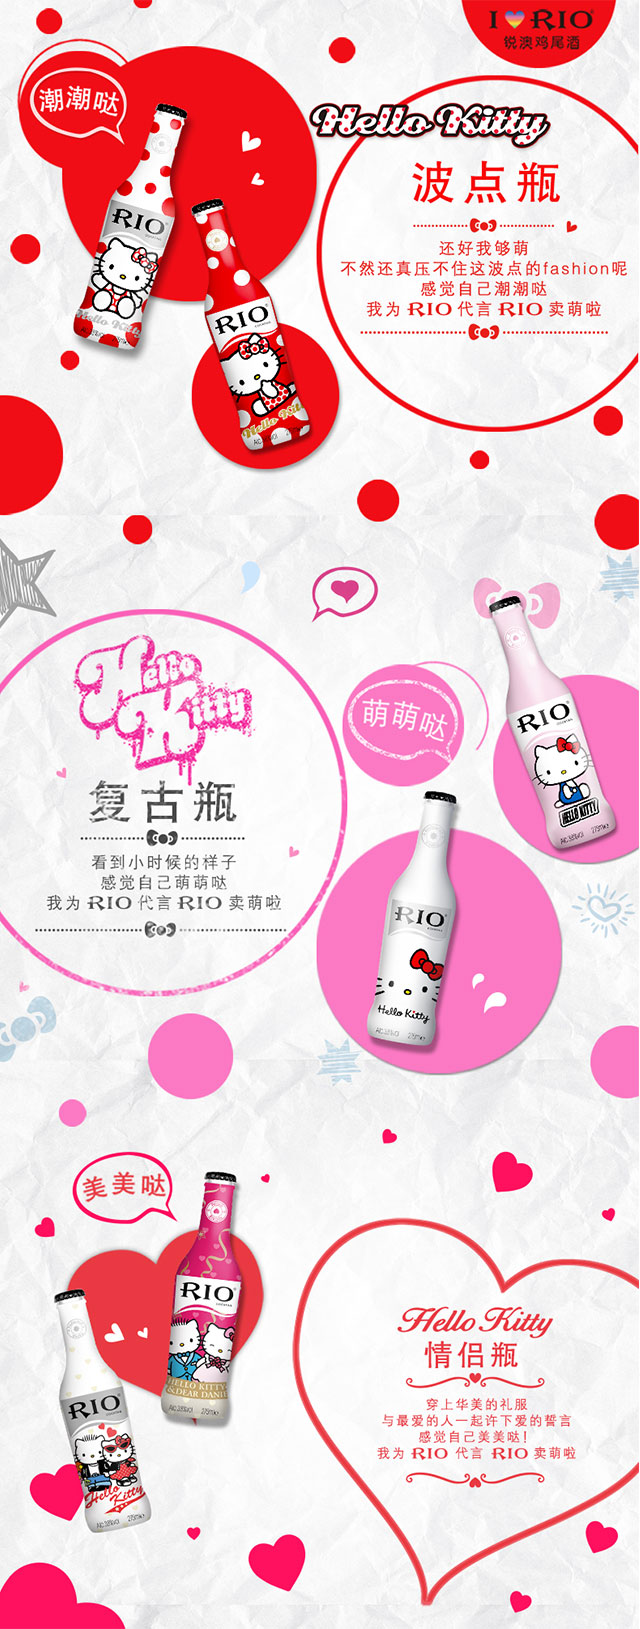 I RIO
锐澳鸡尾酒
潮潮哒
Hello Kitty
波点瓶
还好我够萌
不然还真压不住这波点的fashion呢
感觉自己潮潮哒
我为 RIO 代言 RIO 卖萌啦
RIO
Hello Kitty
RIO
Hello Kit
Hello
Kitty
复古瓶
看到小时候的样子
感觉自己萌萌哒
我为 RIO 代言 RIO 卖萌啦
萌萌哒
RIO
HELLO KITTY
RIO
Hello Kitty
美美哒
RIO
HELLO KITTY
& DEAR DANIE
RIO
Hello Kitty
Hello Kitty
情侣瓶
穿上华美的礼服
与最爱的人一起许下爱的誓言
感觉自己美美哒!
我为 RIO 代言 RIO 卖萌啦